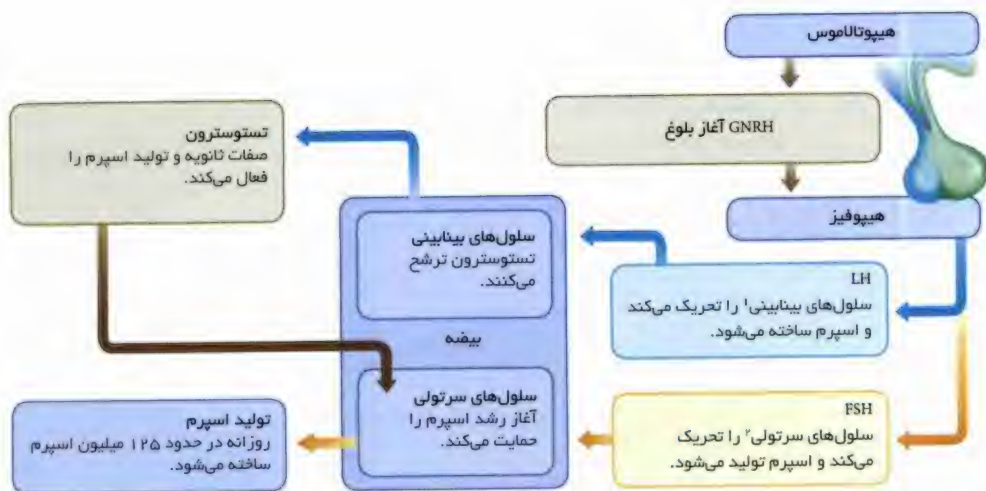 هیپوتالاموس
GNRH آغاز بلوغ
هیپوفیز
LH
سلول‌های بینابینی۱ را تحریک می‌کند
و اسپرم ساخته می‌شود.
FSH
سلول‌های سرتولی۲ را تحریک
می‌کند و اسپرم تولید می‌شود.
سلول‌های بینابینی
تستوسترون ترشح
می‌کنند.
بیضه
سلول‌های سرتولی
آغاز رشد اسپرم را
حمایت می‌کند.
تستوسترون
صفات ثانویه و تولید اسپرم را
فعال می‌کند.
تولید اسپرم
روزانه در حدود ۱۲۵ میلیون اسپرم
ساخته می‌شود.